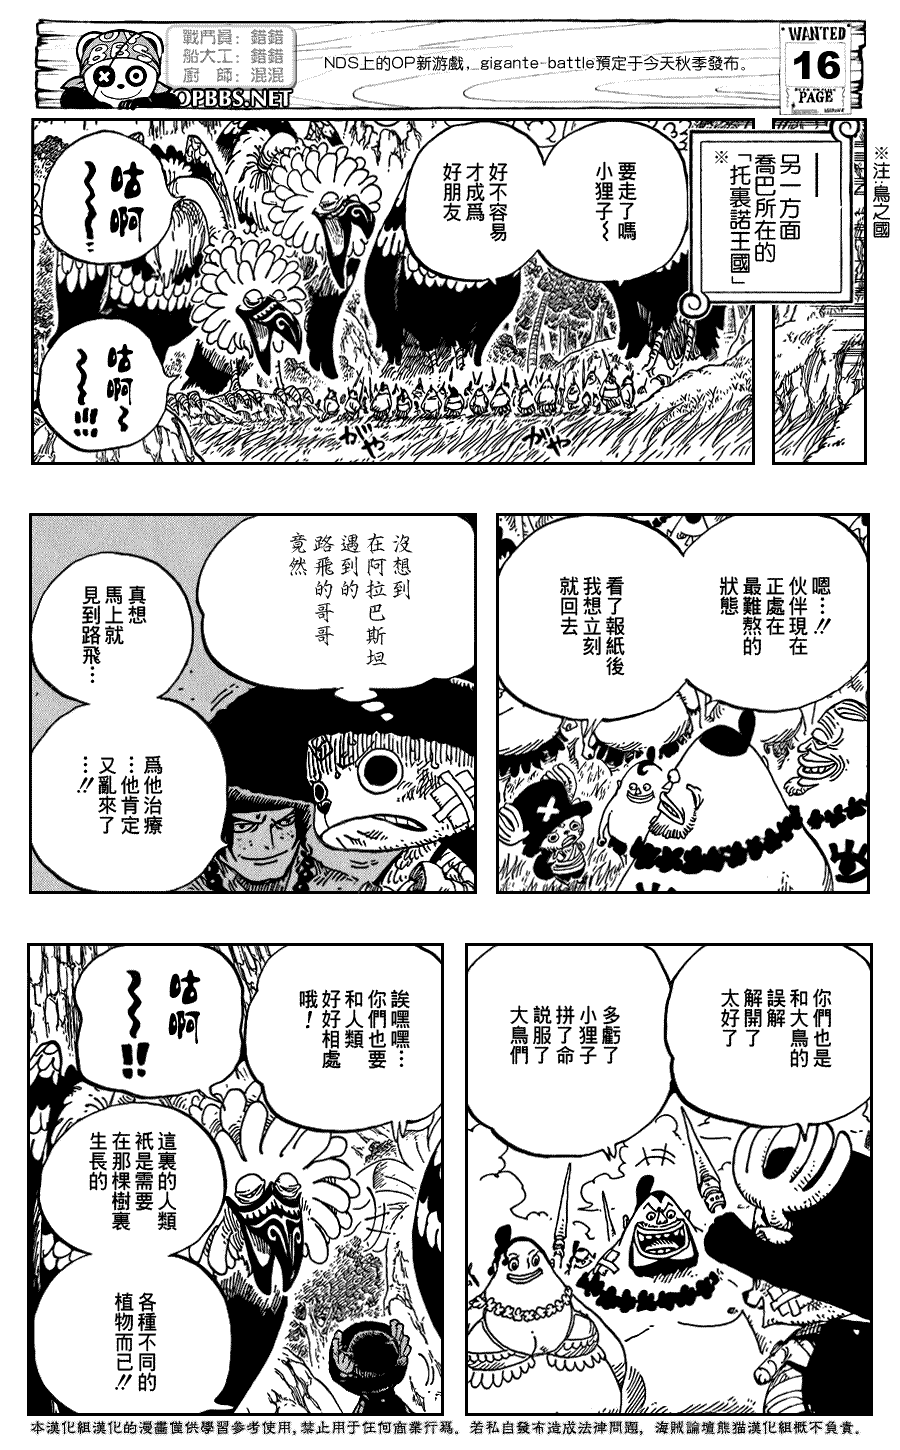 戰鬥員：錯錯
船大工：錯錯
廚　師：混混
OPBBS.NET
NDS上的OP新游戲，gigante battle預定于今天秋季發布。
WANTED
16
PAGE
※注:鳥之國
——
另一方面
喬巴所在的
「托裏諾王國」
※
要走了嗎
小狸子~
好不容易
才成爲
好朋友
咕啊
~~!!
咕啊~
~~!!!
ガヤ
ガヤ
嗯…!!
伙伴現在
正處在
最難熬的
狀態
看了報紙後
我想立刻
就回去
沒想到
在阿拉巴斯坦
遇到的
路飛的哥哥
竟然
真想
馬上就
見到路飛…
爲他治療
…他肯定
又亂來了
…!!
你們也是
和大鳥的
誤解
解開了
太好了
多虧了
小狸子
拼了命
説服了
大鳥們
誒嘿嘿…
你們也要
和人類
好好相處
哦!
咕啊
~~!!
這裏的人類
衹是需要
在那棵樹裏
生長的
各種不同的
植物而已!!
本漢化組漢化的漫畫僅供學習參考使用,禁止用于任何商業行爲。若私自發布造成法律問題，海賊論壇熊猫漢化組概不負責。